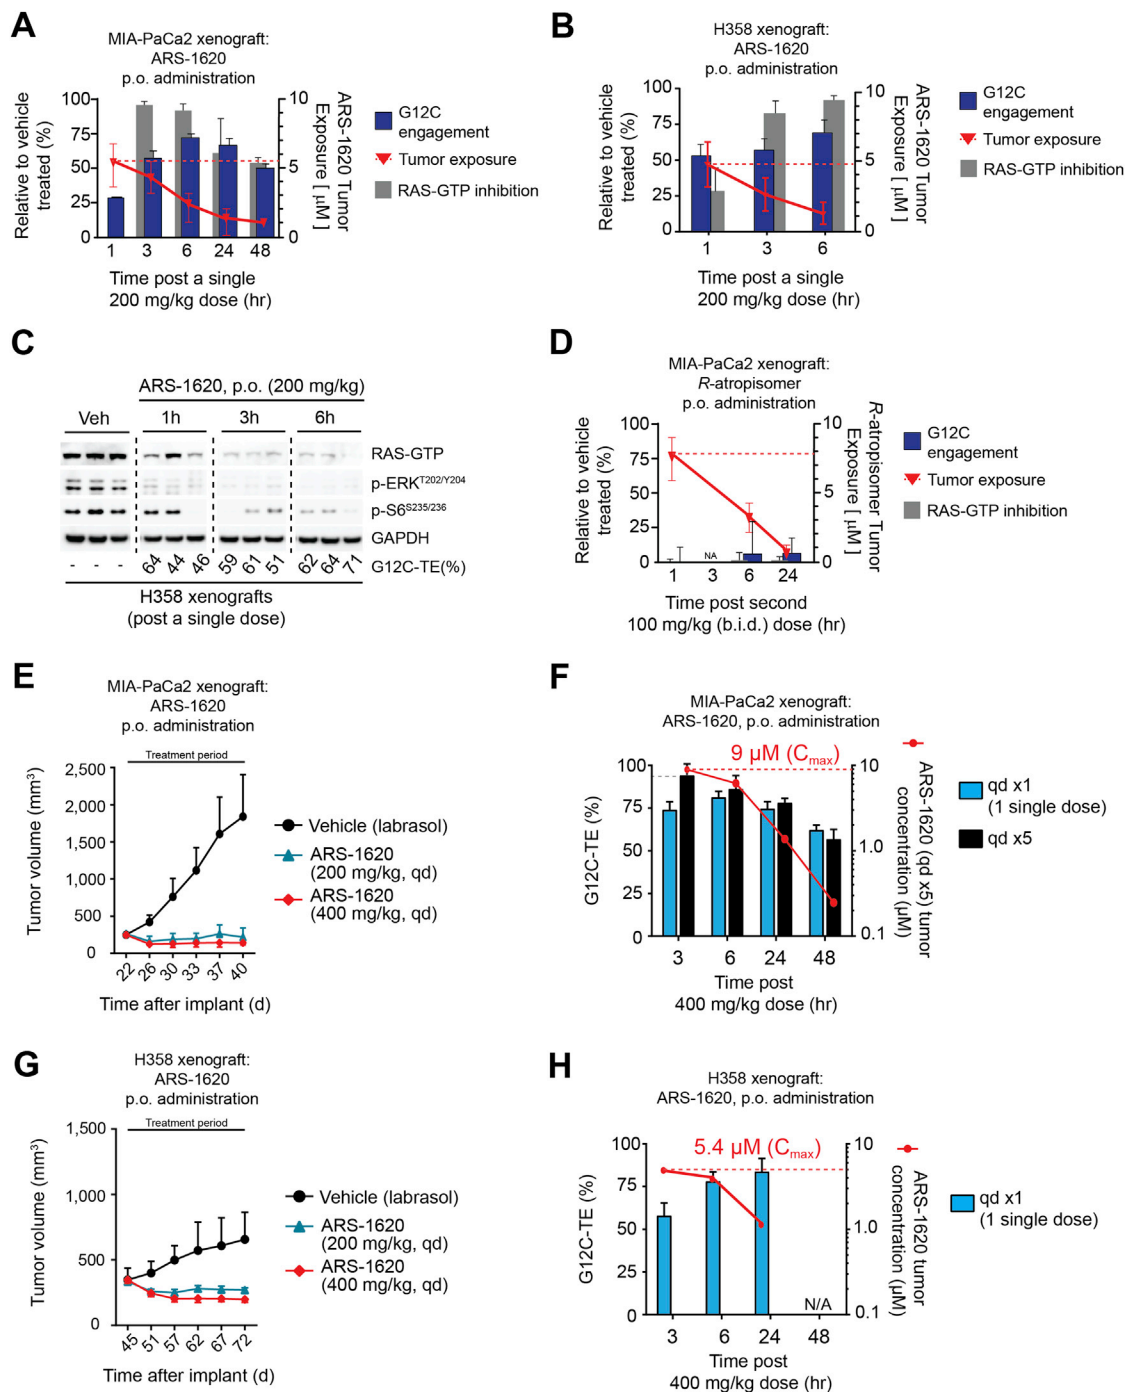 A
MIA-PaCa2 xenograft:
ARS-1620
p.o. administration
Relative to vehicle
treated (%)
100
75
50
25
0
10
5
0
ARS-1620 Tumor
Exposure [ µM ]
1 3 6 24 48
Time post a single
200 mg/kg dose (hr)
G12C
engagement
Tumor exposure
RAS-GTP inhibition
B
H358 xenograft:
ARS-1620
p.o. administration
Relative to vehicle
treated (%)
100
75
50
25
0
10
5
0
ARS-1620 Tumor
Exposure [ µM ]
1 3 6
Time post a single
200 mg/kg dose (hr)
G12C
engagement
Tumor exposure
RAS-GTP inhibition
C
ARS-1620, p.o. (200 mg/kg)
Veh 1h 3h 6h
RAS-GTP
p-ERKT202/Y204
p-S6S235/236
GAPDH
- - - 64 44 46 59 61 51 62 64 71 G12C-TE(%)
H358 xenografts
(post a single dose)
D
MIA-PaCa2 xenograft:
R-atropisomer
p.o. administration
Relative to vehicle
treated (%)
100
75
50
25
0
10
5
0
R-atropisomer Tumor
Exposure [ µM ]
NA
1 3 6 24
Time post second
100 mg/kg (b.i.d.) dose (hr)
G12C
engagement
Tumor exposure
RAS-GTP inhibition
E
MIA-PaCa2 xenograft:
ARS-1620
p.o. administration
Treatment period
Tumor volume (mm3)
2,500
2,000
1,500
1,000
500
0
22 26 30 33 37 40
Time after implant (d)
Vehicle (labrasol)
ARS-1620
(200 mg/kg, qd)
ARS-1620
(400 mg/kg, qd)
F
MIA-PaCa2 xenograft:
ARS-1620, p.o. administration
9 µM (Cmax)
G12C-TE (%)
100
75
50
25
0
10
1.0
0.1
ARS-1620 (qd x5) tumor
concentration (µM)
3 6 24 48
Time post
400 mg/kg dose (hr)
qd x1
(1 single dose)
qd x5
G
H358 xenograft:
ARS-1620
p.o. administration
Treatment period
Tumor volume (mm3)
1,500
1,000
500
0
45 51 57 62 67 72
Time after implant (d)
Vehicle (labrasol)
ARS-1620
(200 mg/kg, qd)
ARS-1620
(400 mg/kg, qd)
H
H358 xenograft:
ARS-1620, p.o. administration
5.4 µM (Cmax)
G12C-TE (%)
100
75
50
25
0
10
1.0
0.1
ARS-1620 tumor
concentration (µM)
N/A
3 6 24 48
Time post
400 mg/kg dose (hr)
qd x1
(1 single dose)